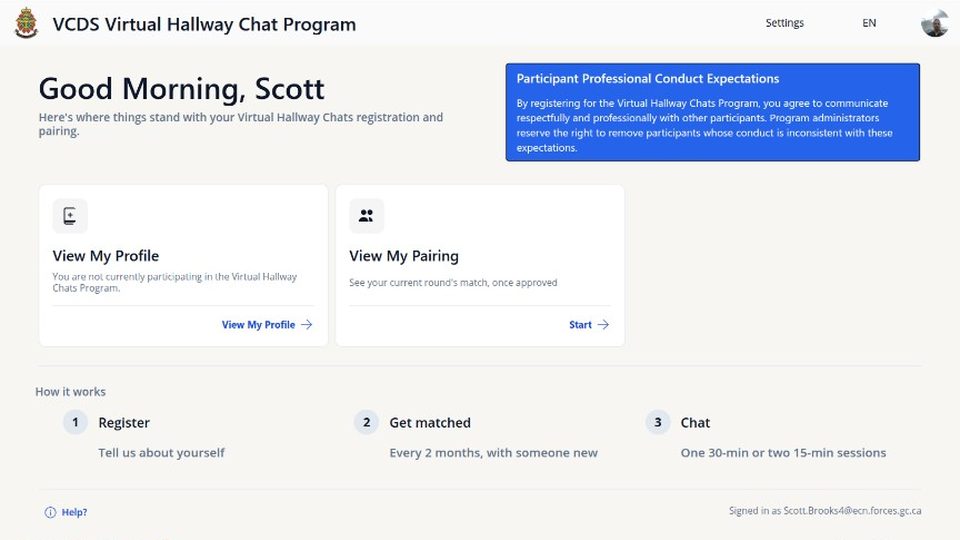 VCDS Virtual Hallway Chat Program
Settings
EN
Good Morning, Scott
Here's where things stand with your Virtual Hallway Chats registration and
pairing.
Participant Professional Conduct Expectations
By registering for the Virtual Hallway Chats Program, you agree to communicate
respectfully and professionally with other participants. Program administrators
reserve the right to remove participants whose conduct is inconsistent with these
expectations.
View My Profile
You are not currently participating in the Virtual Hallway
Chats Program.
View My Profile →
View My Pairing
See your current round's match, once approved
Start →
How it works
1 Register
Tell us about yourself
2 Get matched
Every 2 months, with someone new
3 Chat
One 30-min or two 15-min sessions
Help?
Signed in as Scott.Brooks4@ecn.forces.gc.ca